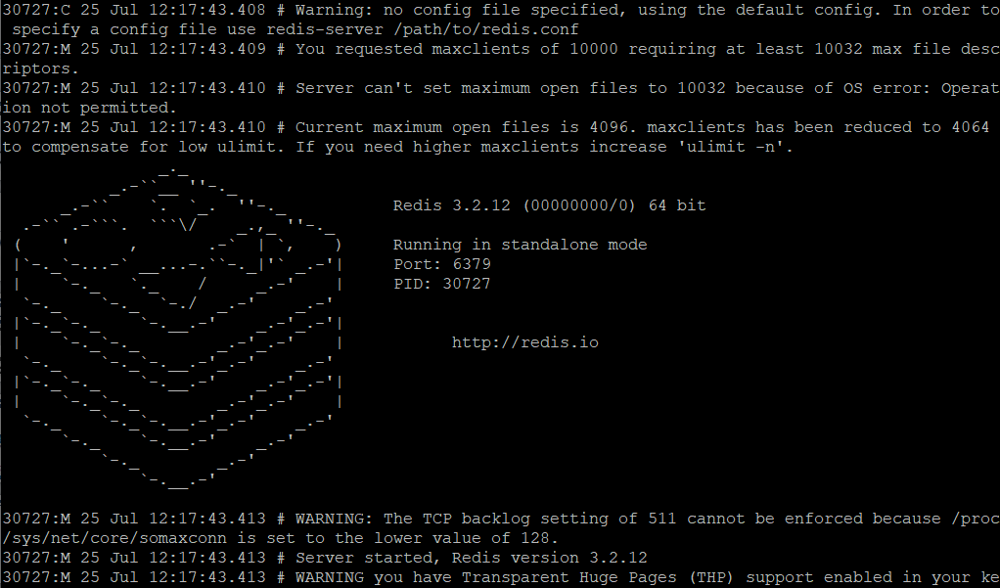 30727:C 25 Jul 12:17:43.408 # Warning: no config file specified, using the default config. In order to
 specify a config file use redis-server /path/to/redis.conf
30727:M 25 Jul 12:17:43.409 # You requested maxclients of 10000 requiring at least 10032 max file desc
riptors.
30727:M 25 Jul 12:17:43.410 # Server can't set maximum open files to 10032 because of OS error: Operat
ion not permitted.
30727:M 25 Jul 12:17:43.410 # Current maximum open files is 4096. maxclients has been reduced to 4064
to compensate for low ulimit. If you need higher maxclients increase 'ulimit -n'.
Redis 3.2.12 (00000000/0) 64 bit
Running in standalone mode
Port: 6379
PID: 30727
http://redis.io
30727:M 25 Jul 12:17:43.413 # WARNING: The TCP backlog setting of 511 cannot be enforced because /proc
/sys/net/core/somaxconn is set to the lower value of 128.
30727:M 25 Jul 12:17:43.413 # Server started, Redis version 3.2.12
30727:M 25 Jul 12:17:43.413 # WARNING you have Transparent Huge Pages (THP) support enabled in your ke